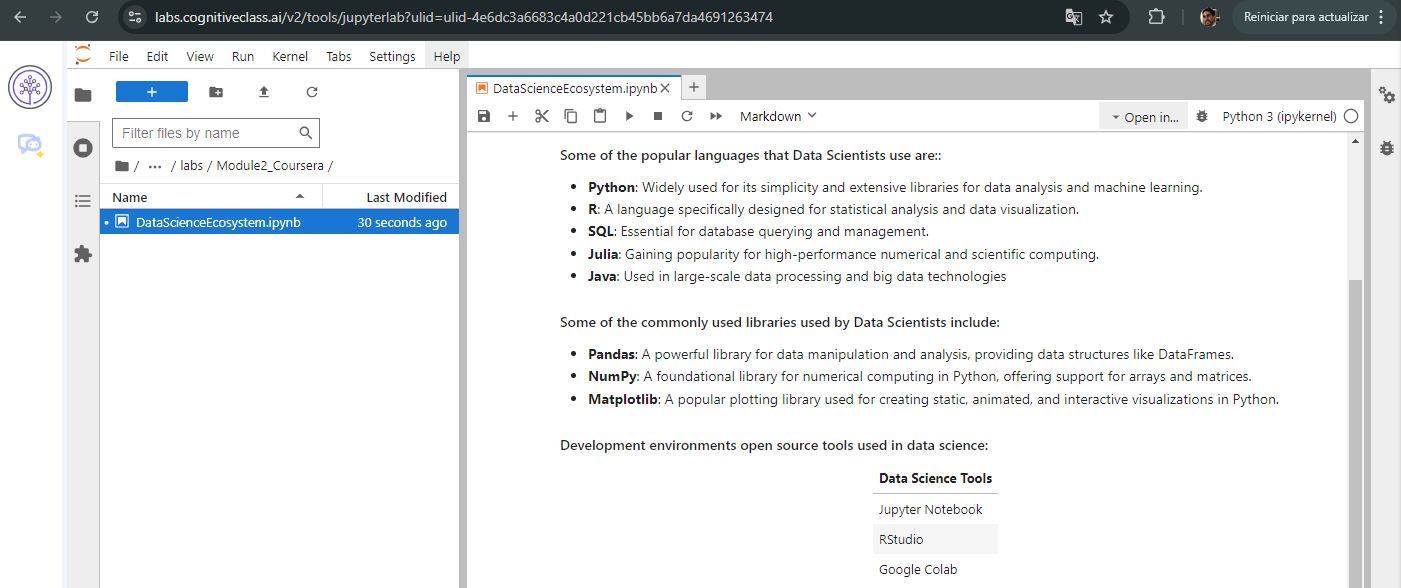 labs.cognitiveclass.ai/v2/tools/jupyterlab?ulid=ulid-4e6dc3a6683c4a0d221cb45bb6a7da4691263474
Reiniciar para actualizar
File Edit View Run Kernel Tabs Settings Help
Filter files by name
/ ··· / labs / Module2_Coursera /
Name Last Modified
DataScienceEcosystem.ipynb 30 seconds ago
DataScienceEcosystem.ipynb
Markdown Open in... Python 3 (ipykernel)
Some of the popular languages that Data Scientists use are::
• Python: Widely used for its simplicity and extensive libraries for data analysis and machine learning.
• R: A language specifically designed for statistical analysis and data visualization.
• SQL: Essential for database querying and management.
• Julia: Gaining popularity for high-performance numerical and scientific computing.
• Java: Used in large-scale data processing and big data technologies
Some of the commonly used libraries used by Data Scientists include:
• Pandas: A powerful library for data manipulation and analysis, providing data structures like DataFrames.
• NumPy: A foundational library for numerical computing in Python, offering support for arrays and matrices.
• Matplotlib: A popular plotting library used for creating static, animated, and interactive visualizations in Python.
Development environments open source tools used in data science:
Data Science Tools
Jupyter Notebook
RStudio
Google Colab